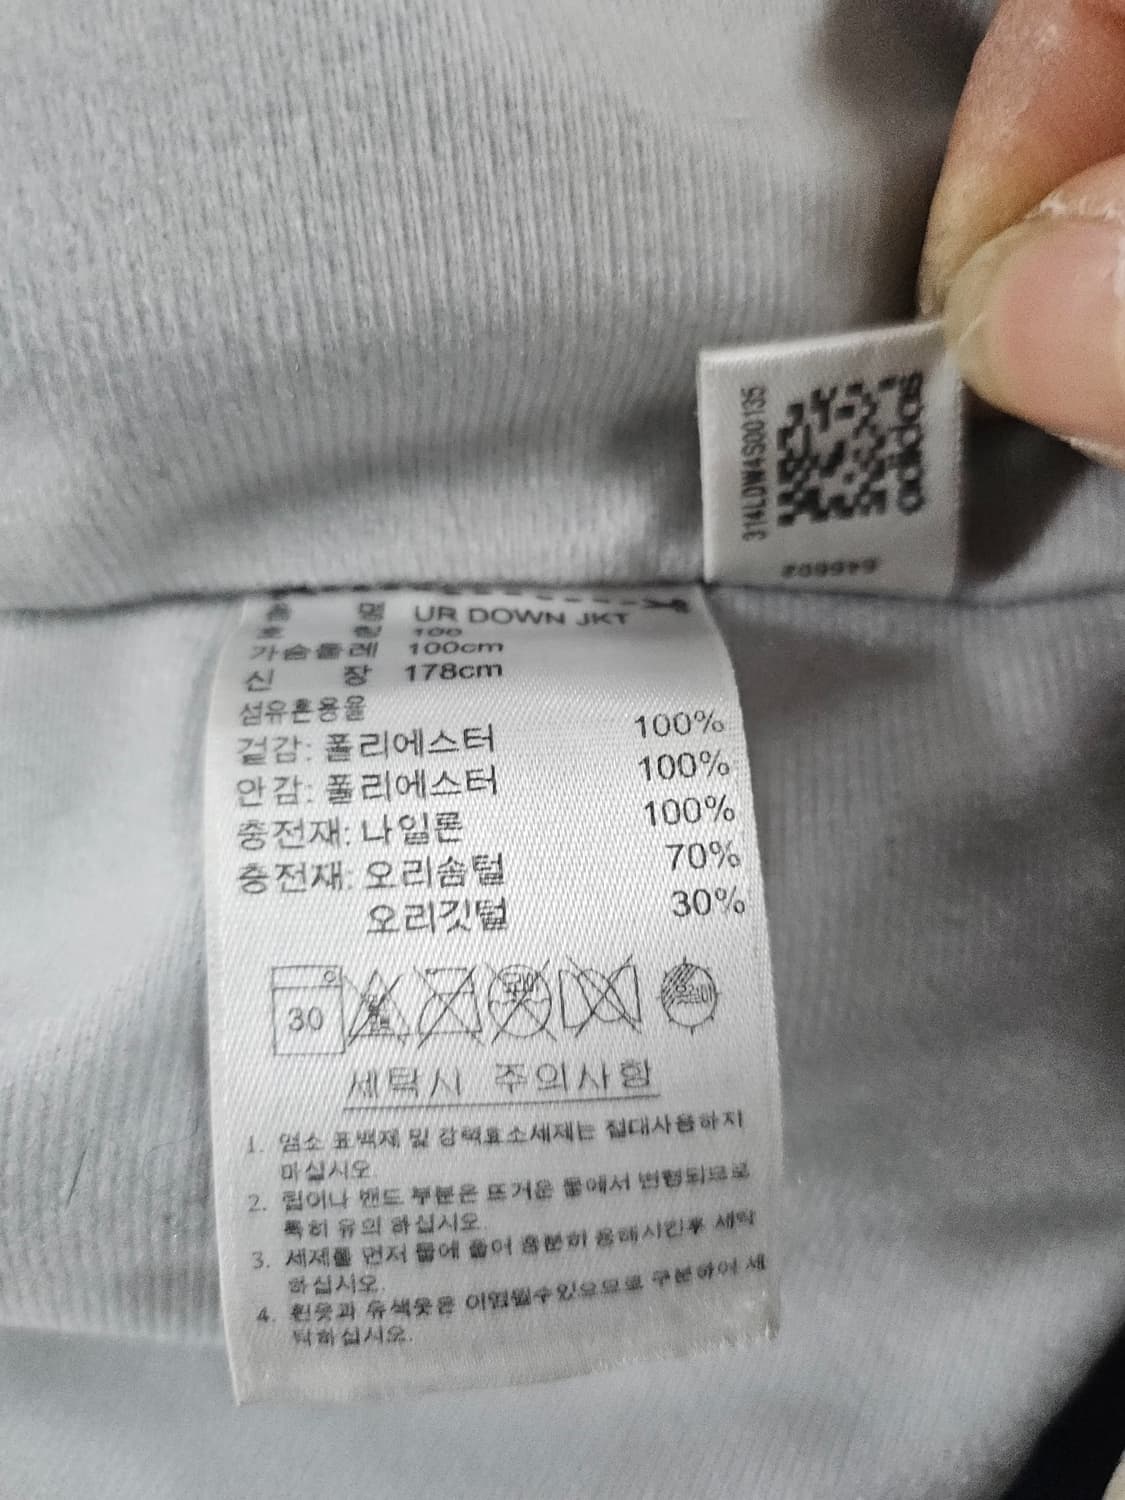 314LDW4S00135
adidas
품 명 UR DOWN JKT
호 칭 100
가슴둘레 100cm
신 장 178cm
섬유혼용율
겉감: 폴리에스터 100%
안감: 폴리에스터 100%
충전재: 나일론 100%
충전재: 오리솜털 70%
오리깃털 30%
30
세탁시 주의사항
1. 염소 표백제 및 강력효소세제는 절대사용하지
마십시오.
2. 립이나 밴드 부분은 뜨거운 물에서 변형되므로
특히 유의 하십시오.
3. 세제를 먼저 물에 풀어 충분히 용해시킨후 세탁
하십시오.
4. 흰옷과 유색옷은 이염될수있으므로 구분하여 세
탁하십시오.